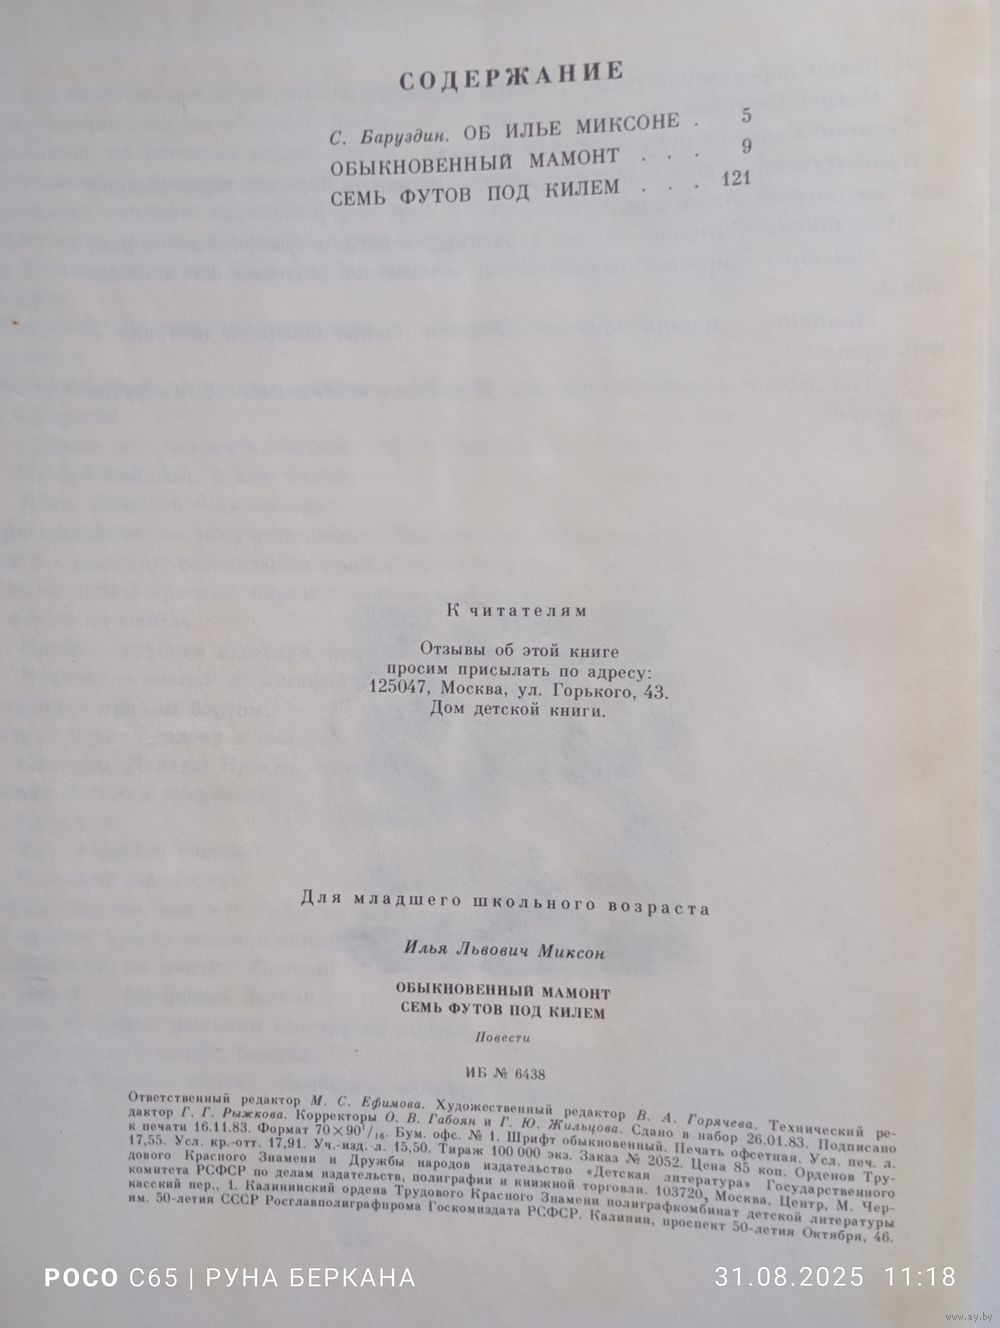 СОДЕРЖАНИЕ
С. Баруздин. ОБ ИЛЬЕ МИКСОНЕ . 5
ОБЫКНОВЕННЫЙ МАМОНТ . . . 9
СЕМЬ ФУТОВ ПОД КИЛЕМ . . . 121
К читателям
Отзывы об этой книге
просим присылать по адресу:
125047, Москва, ул. Горького, 43.
Дом детской книги.
Для младшего школьного возраста
Илья Львович Миксон
ОБЫКНОВЕННЫЙ МАМОНТ
СЕМЬ ФУТОВ ПОД КИЛЕМ
Повести
ИБ № 6438
Ответственный редактор М. С. Ефимова. Художественный редактор В. А. Горячева. Технический ре-
дактор Г. Г. Рыжкова. Корректоры О. В. Габоян и Г. Ю. Жильцова. Сдано в набор 26.01.83. Подписано
к печати 16.11.83. Формат 70×90 1/16. Бум. офс. № 1. Шрифт обыкновенный. Печать офсетная. Усл. печ. л.
17,55. Усл. кр.-отт. 17,91. Уч.-изд. л. 15,50. Тираж 100 000 экз. Заказ № 2052. Цена 85 коп. Орденов Тру-
дового Красного Знамени и Дружбы народов издательство «Детская литература» Государственного
комитета РСФСР по делам издательств, полиграфии и книжной торговли. 103720, Москва, Центр, М. Чер-
касский пер., 1. Калининский ордена Трудового Красного Знамени полиграфкомбинат детской литературы
им. 50-летия СССР Росглавполиграфпрома Госкомиздата РСФСР. Калинин, проспект 50-летия Октября, 46.
POCO C65 | РУНА БЕРКАНА
31.08.2025 11:18
www.ay.by